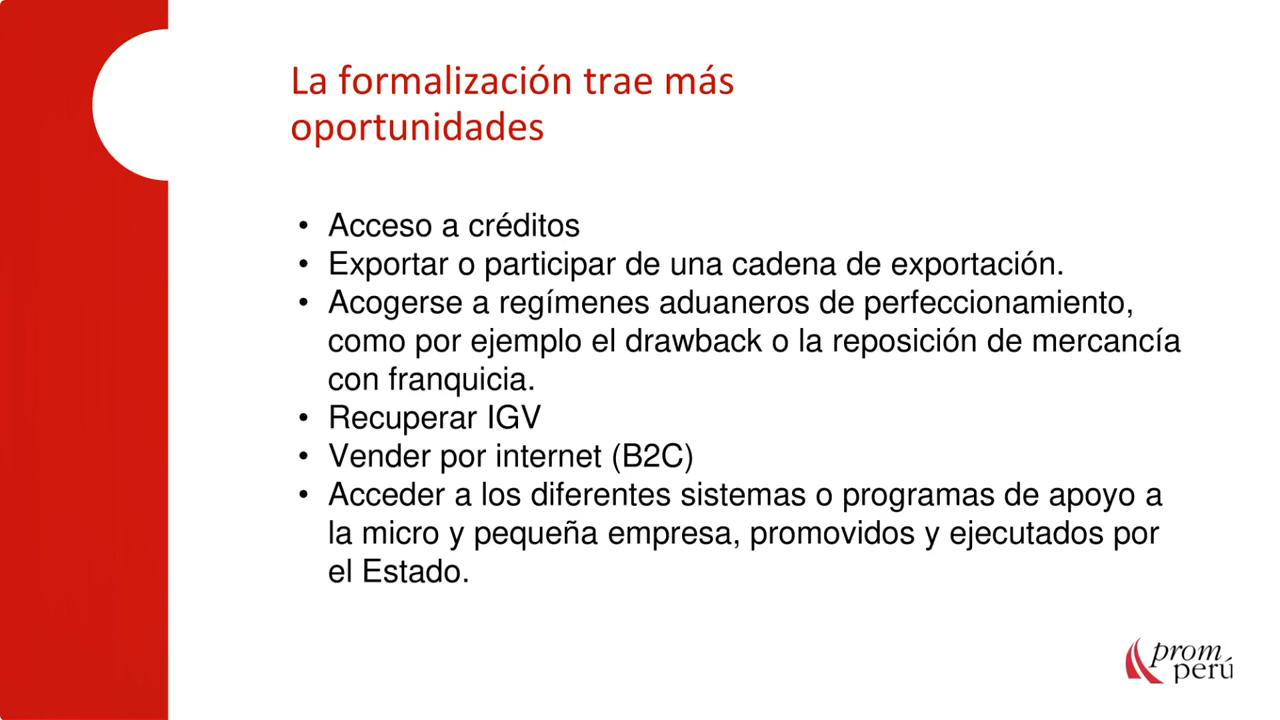 La formalización trae más
oportunidades
• Acceso a créditos
• Exportar o participar de una cadena de exportación.
• Acogerse a regímenes aduaneros de perfeccionamiento,
como por ejemplo el drawback o la reposición de mercancía
con franquicia.
• Recuperar IGV
• Vender por internet (B2C)
• Acceder a los diferentes sistemas o programas de apoyo a
la micro y pequeña empresa, promovidos y ejecutados por
el Estado.
prom
perú